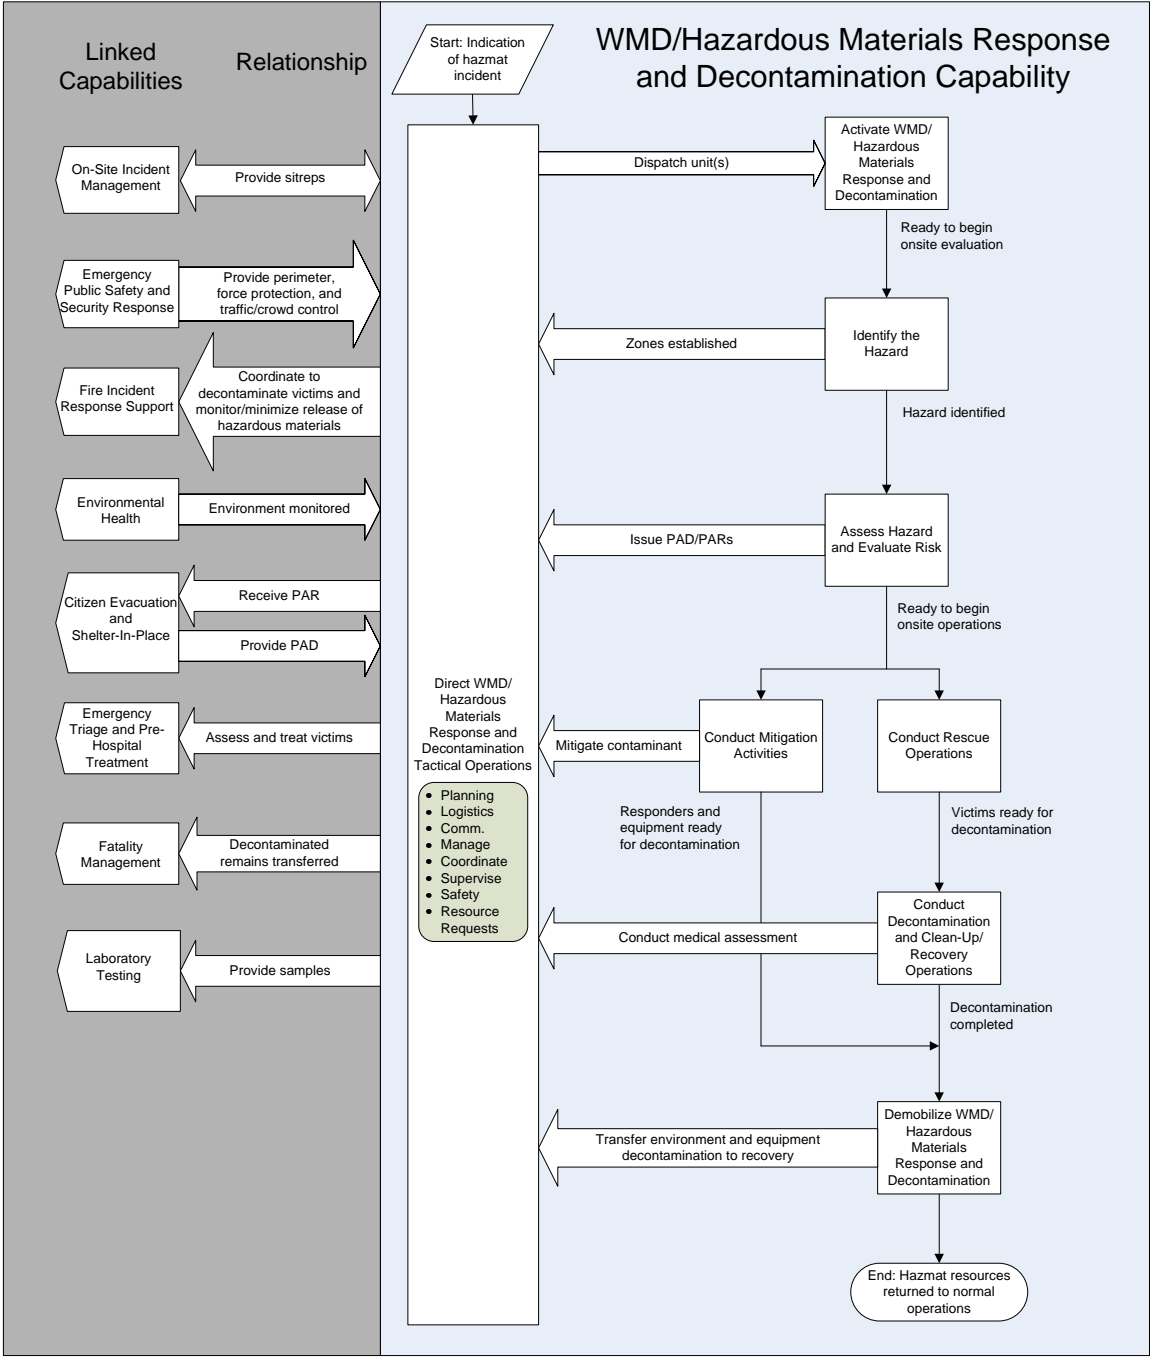 Linked
Capabilities
Relationship
Start: Indication
of hazmat
incident
WMD/Hazardous Materials Response
and Decontamination Capability
On-Site Incident
Management
Provide sitreps
Emergency
Public Safety and
Security Response
Provide perimeter,
force protection, and
traffic/crowd control
Fire Incident
Response Support
Coordinate to
decontaminate victims and
monitor/minimize release of
hazardous materials
Environmental
Health
Environment monitored
Citizen Evacuation
and
Shelter-In-Place
Receive PAR
Provide PAD
Emergency
Triage and Pre-
Hospital
Treatment
Assess and treat victims
Fatality
Management
Decontaminated
remains transferred
Laboratory
Testing
Provide samples
Direct WMD/
Hazardous
Materials
Response and
Decontamination
Tactical Operations
• Planning
• Logistics
• Comm.
• Manage
• Coordinate
• Supervise
• Safety
• Resource
Requests
Dispatch unit(s)
Activate WMD/
Hazardous
Materials
Response and
Decontamination
Ready to begin
onsite evaluation
Zones established
Identify the
Hazard
Hazard identified
Issue PAD/PARs
Assess Hazard
and Evaluate Risk
Ready to begin
onsite operations
Mitigate contaminant
Conduct Mitigation
Activities
Conduct Rescue
Operations
Responders and
equipment ready
for decontamination
Victims ready for
decontamination
Conduct medical assessment
Conduct
Decontamination
and Clean-Up/
Recovery
Operations
Decontamination
completed
Transfer environment and equipment
decontamination to recovery
Demobilize WMD/
Hazardous
Materials
Response and
Decontamination
End: Hazmat resources
returned to normal
operations